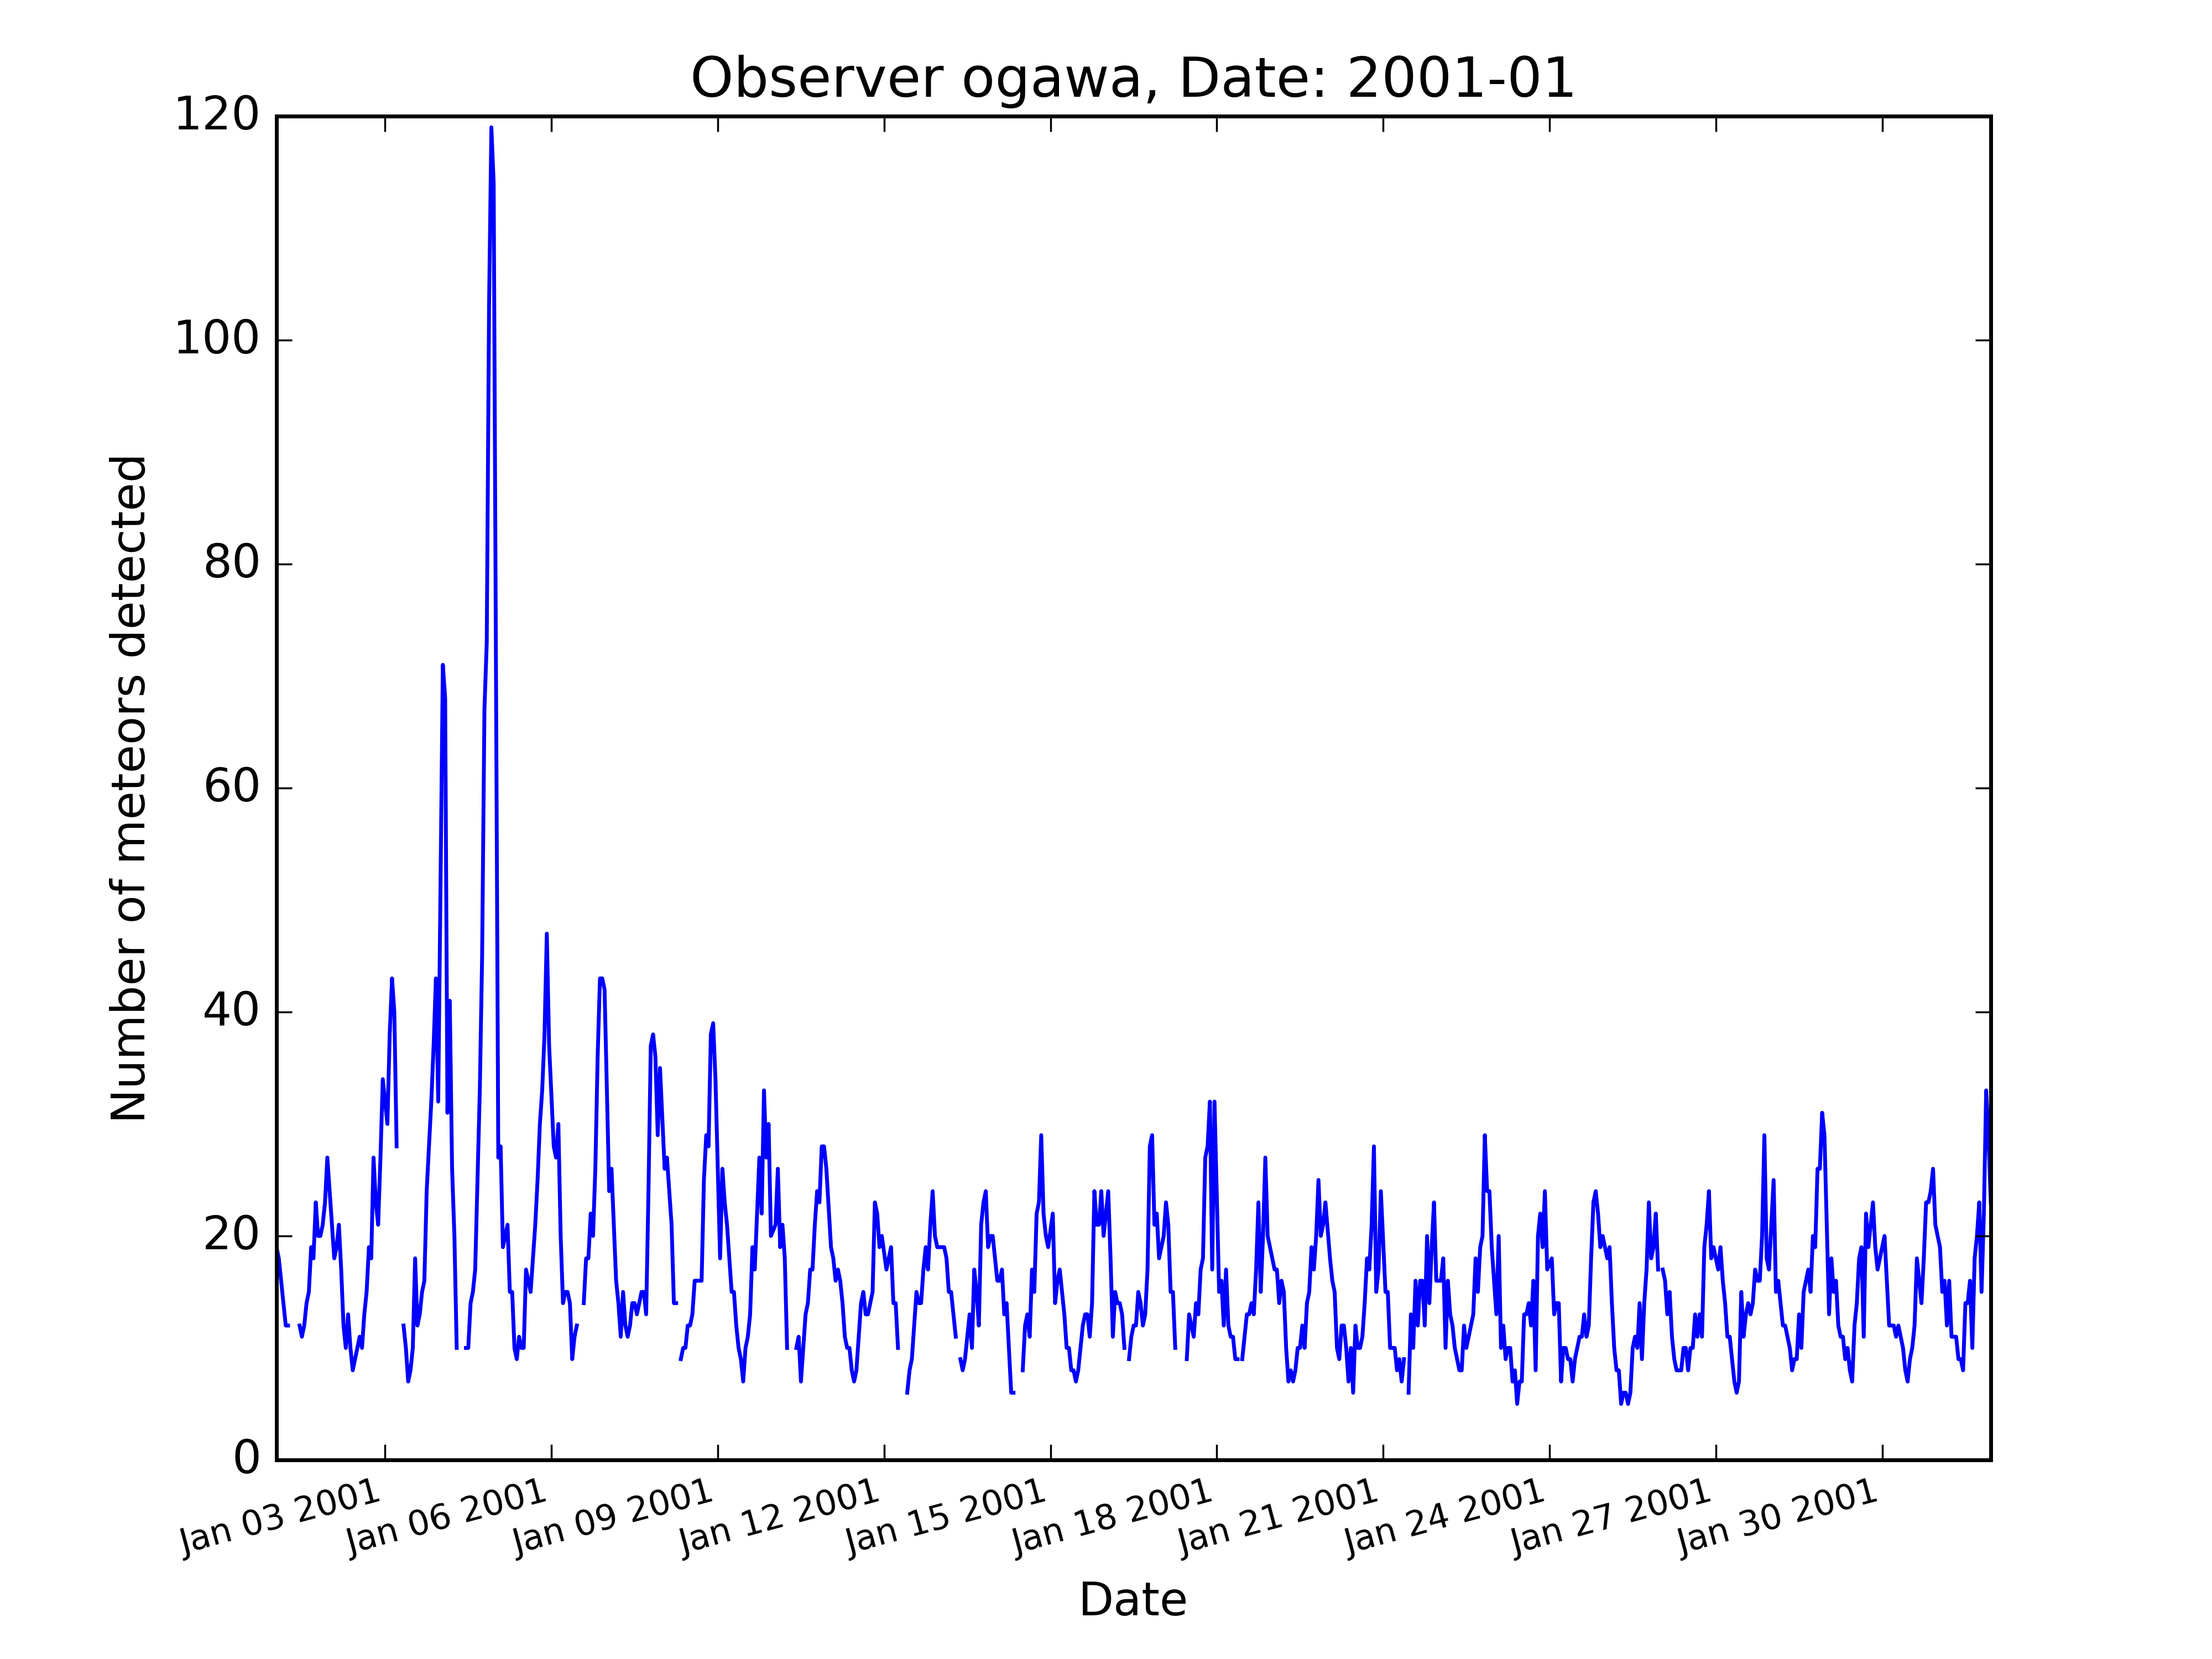 Observer ogawa, Date: 2001-01
120
100
80
60
40
20
0
Number of meteors detected
Jan 03 2001
Jan 06 2001
Jan 09 2001
Jan 12 2001
Jan 15 2001
Jan 18 2001
Jan 21 2001
Jan 24 2001
Jan 27 2001
Jan 30 2001
Date